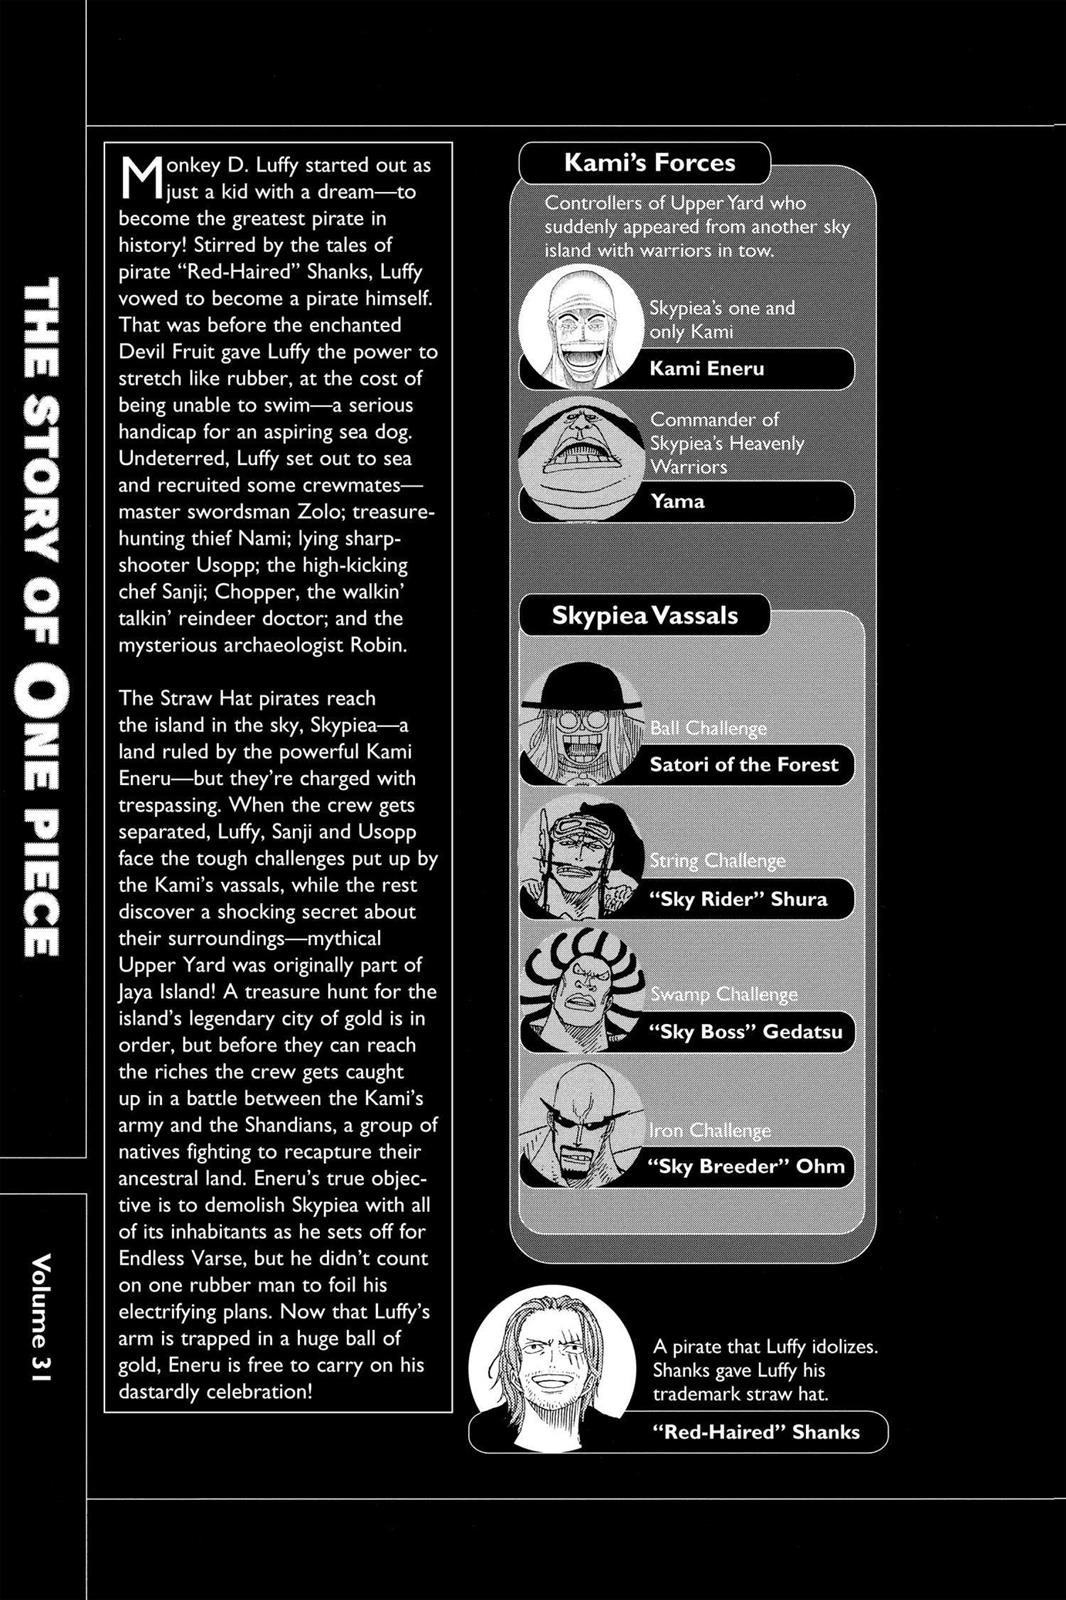 THE STORY OF ONE PIECE
Volume 31
Monkey D. Luffy started out as
just a kid with a dream—to
become the greatest pirate in
history! Stirred by the tales of
pirate “Red-Haired” Shanks, Luffy
vowed to become a pirate himself.
That was before the enchanted
Devil Fruit gave Luffy the power to
stretch like rubber, at the cost of
being unable to swim—a serious
handicap for an aspiring sea dog.
Undeterred, Luffy set out to sea
and recruited some crewmates—
master swordsman Zolo; treasure-
hunting thief Nami; lying sharp-
shooter Usopp; the high-kicking
chef Sanji; Chopper, the walkin’
talkin’ reindeer doctor; and the
mysterious archaeologist Robin.
The Straw Hat pirates reach
the island in the sky, Skypiea—a
land ruled by the powerful Kami
Eneru—but they’re charged with
trespassing. When the crew gets
separated, Luffy, Sanji and Usopp
face the tough challenges put up by
the Kami’s vassals, while the rest
discover a shocking secret about
their surroundings—mythical
Upper Yard was originally part of
Jaya Island! A treasure hunt for the
island’s legendary city of gold is in
order, but before they can reach
the riches the crew gets caught
up in a battle between the Kami’s
army and the Shandians, a group of
natives fighting to recapture their
ancestral land. Eneru’s true objec-
tive is to demolish Skypiea with all
of its inhabitants as he sets off for
Endless Varse, but he didn’t count
on one rubber man to foil his
electrifying plans. Now that Luffy’s
arm is trapped in a huge ball of
gold, Eneru is free to carry on his
dastardly celebration!
Kami’s Forces
Controllers of Upper Yard who
suddenly appeared from another sky
island with warriors in tow.
Skypiea’s one and
only Kami
Kami Eneru
Commander of
Skypiea’s Heavenly
Warriors
Yama
Skypiea Vassals
Ball Challenge
Satori of the Forest
String Challenge
“Sky Rider” Shura
Swamp Challenge
“Sky Boss” Gedatsu
Iron Challenge
“Sky Breeder” Ohm
A pirate that Luffy idolizes.
Shanks gave Luffy his
trademark straw hat.
“Red-Haired” Shanks